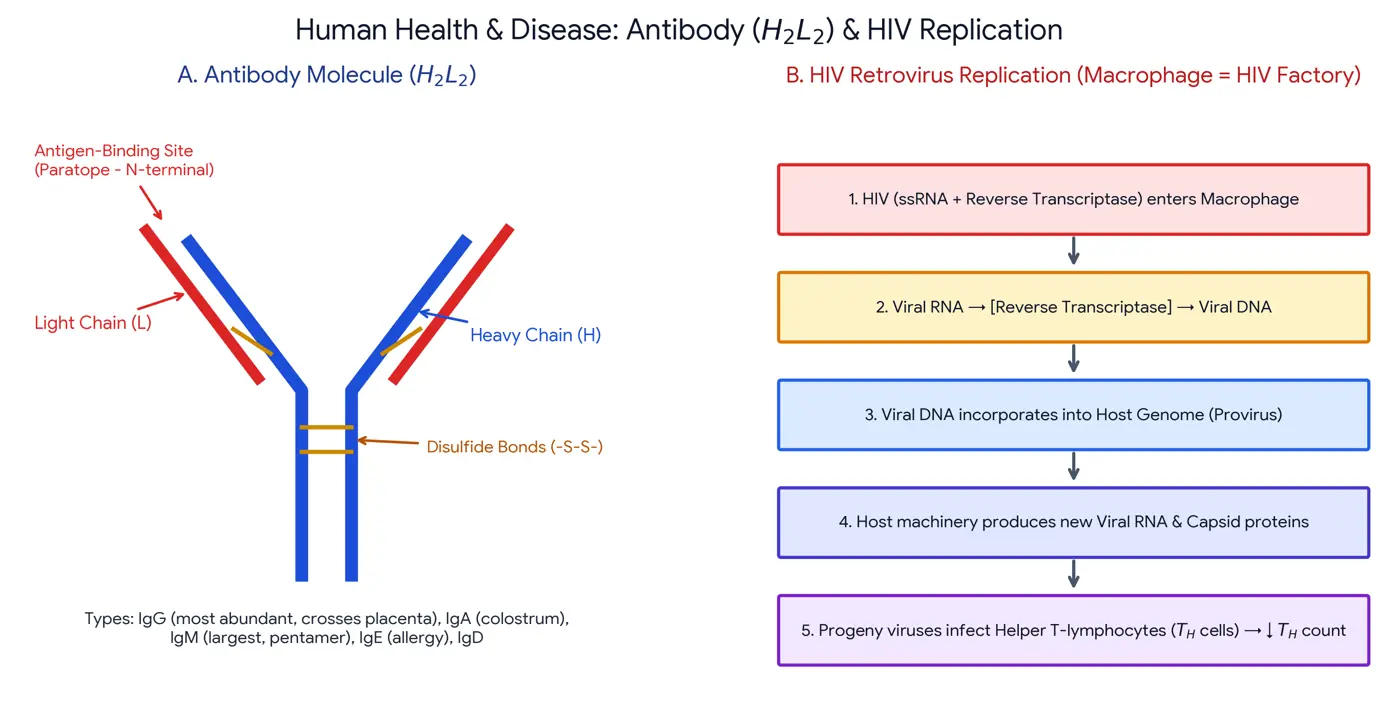 Human Health & Disease: Antibody (H₂L₂) & HIV Replication
A. Antibody Molecule (H₂L₂)
Antigen-Binding Site
(Paratope - N-terminal)
Light Chain (L)
Heavy Chain (H)
Disulfide Bonds (-S-S-)
Types: IgG (most abundant, crosses placenta), IgA (colostrum),
IgM (largest, pentamer), IgE (allergy), IgD
B. HIV Retrovirus Replication (Macrophage = HIV Factory)
1. HIV (ssRNA + Reverse Transcriptase) enters Macrophage
2. Viral RNA → [Reverse Transcriptase] → Viral DNA
3. Viral DNA incorporates into Host Genome (Provirus)
4. Host machinery produces new Viral RNA & Capsid proteins
5. Progeny viruses infect Helper T-lymphocytes (T_H cells) → ↓ T_H count